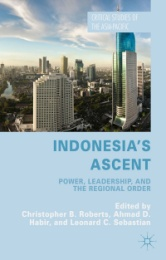 CRITICAL STUDIES OF
THE ASIA-PACIFIC
INDONESIA'S
ASCENT
POWER, LEADERSHIP, AND
THE REGIONAL ORDER
Edited by
Christopher B. Roberts, Ahmad D.
Habir, and Leonard C. Sebastian